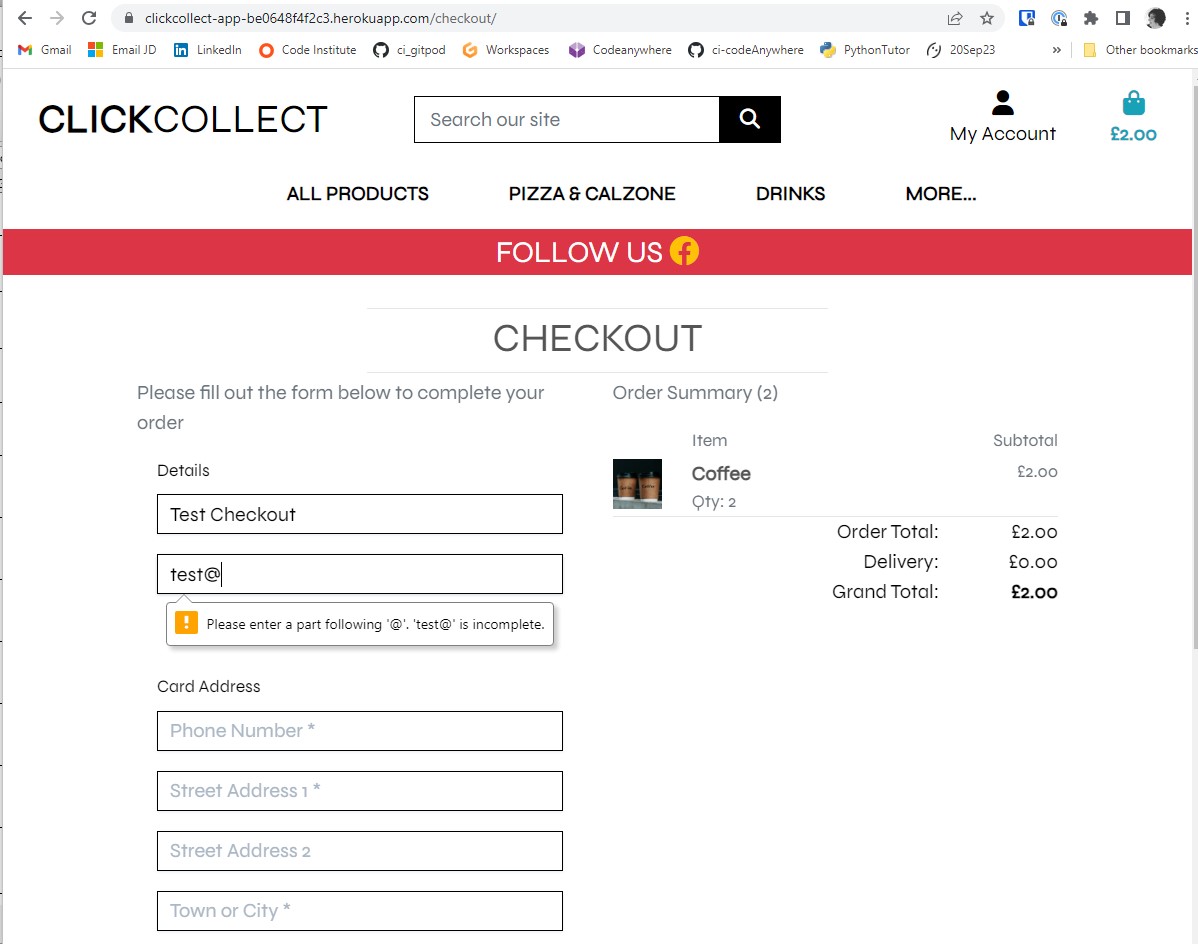 clickcollect-app-be0648f4f2c3.herokuapp.com/checkout/
Gmail Email JD LinkedIn Code Institute ci_gitpod Workspaces Codeanywhere ci-codeAnywhere PythonTutor 20Sep23 » Other bookmarks
CLICKCOLLECT
Search our site
My Account
£2.00
ALL PRODUCTS PIZZA & CALZONE DRINKS MORE...
FOLLOW US
CHECKOUT
Please fill out the form below to complete your
order
Details
Test Checkout
test@
Please enter a part following '@'. 'test@' is incomplete.
Card Address
Phone Number *
Street Address 1 *
Street Address 2
Town or City *
Order Summary (2)
Item Subtotal
Coffee £2.00
Qty: 2
Order Total: £2.00
Delivery: £0.00
Grand Total: £2.00